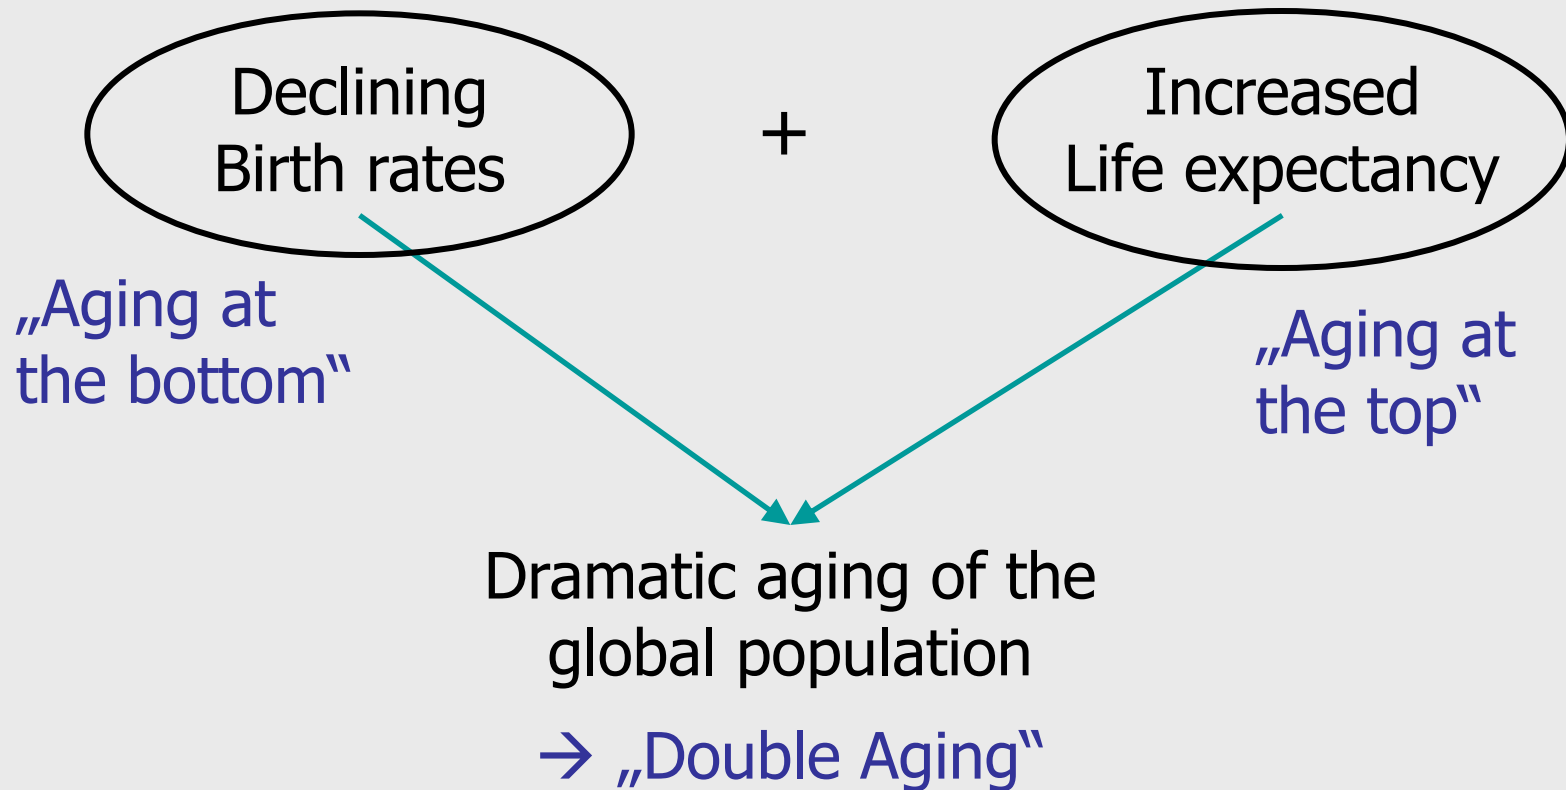 Declining
Birth rates
+
Increased
Life expectancy
„Aging at
the bottom“
„Aging at
the top“
Dramatic aging of the
global population
→ „Double Aging“